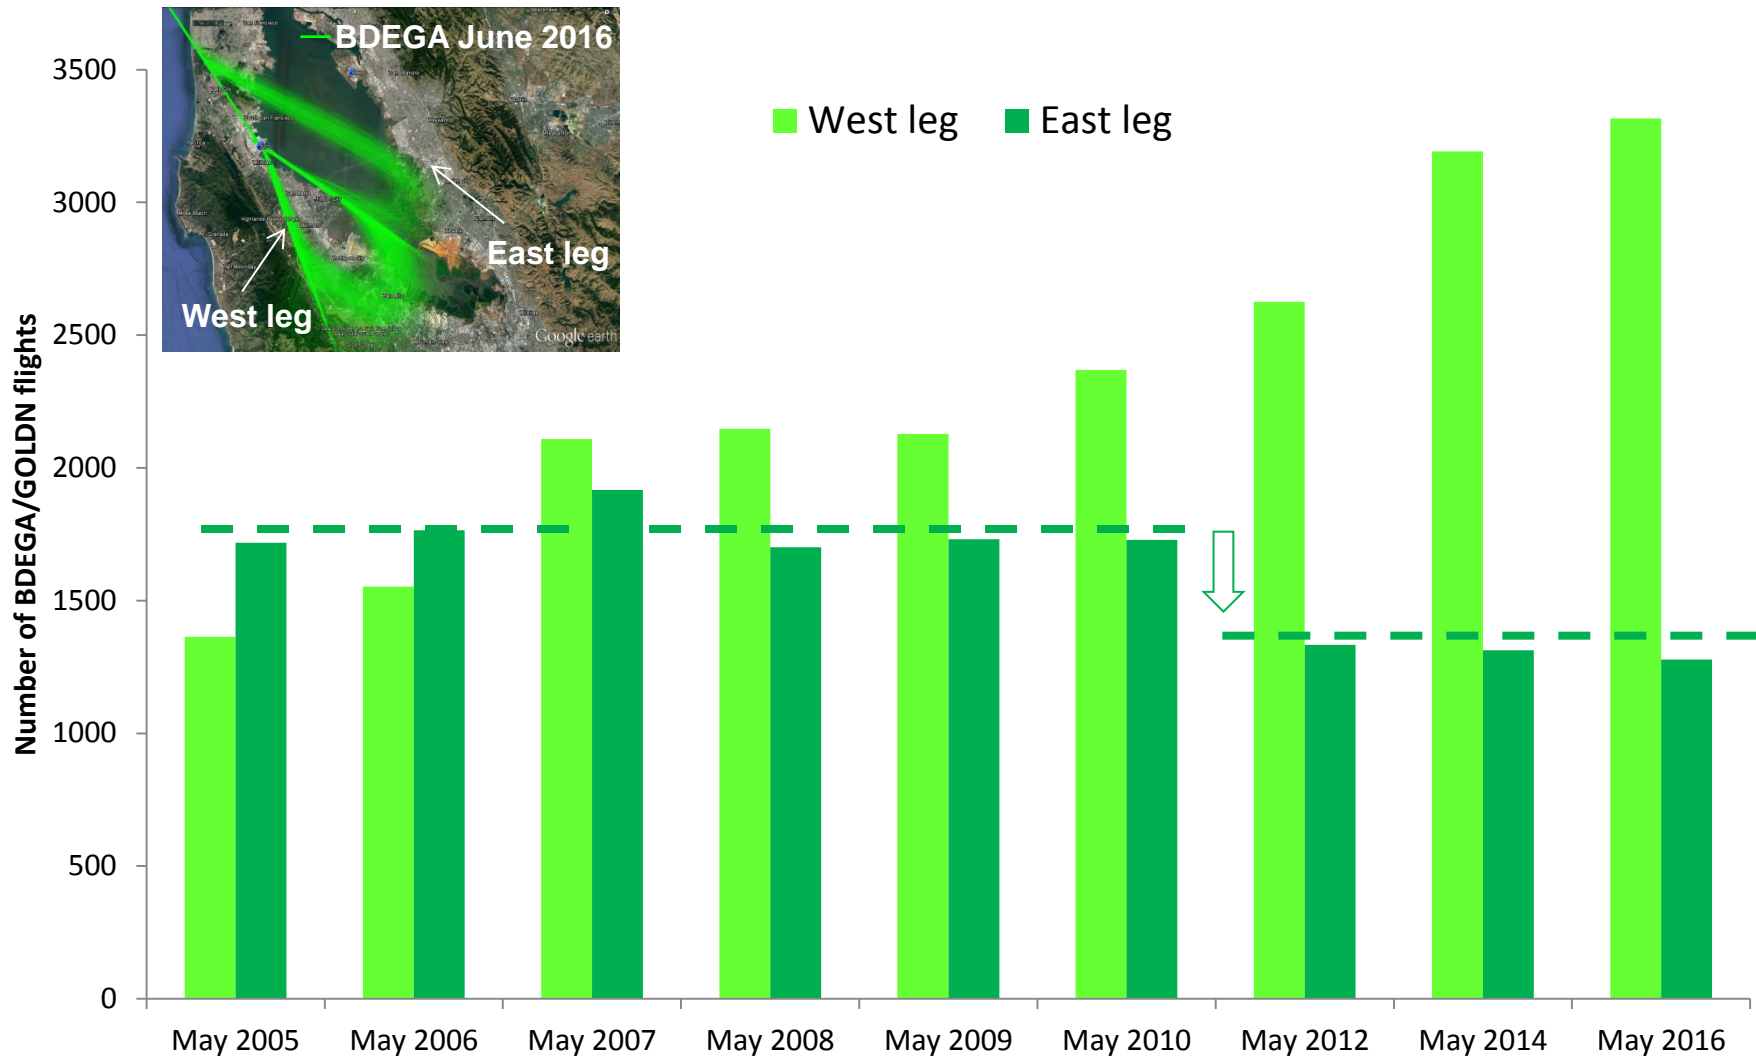 BDEGA June 2016
East leg
West leg
Google earth
West leg
East leg
Number of BDEGA/GOLDN flights
3500
3000
2500
2000
1500
1000
500
0
May 2005
May 2006
May 2007
May 2008
May 2009
May 2010
May 2012
May 2014
May 2016